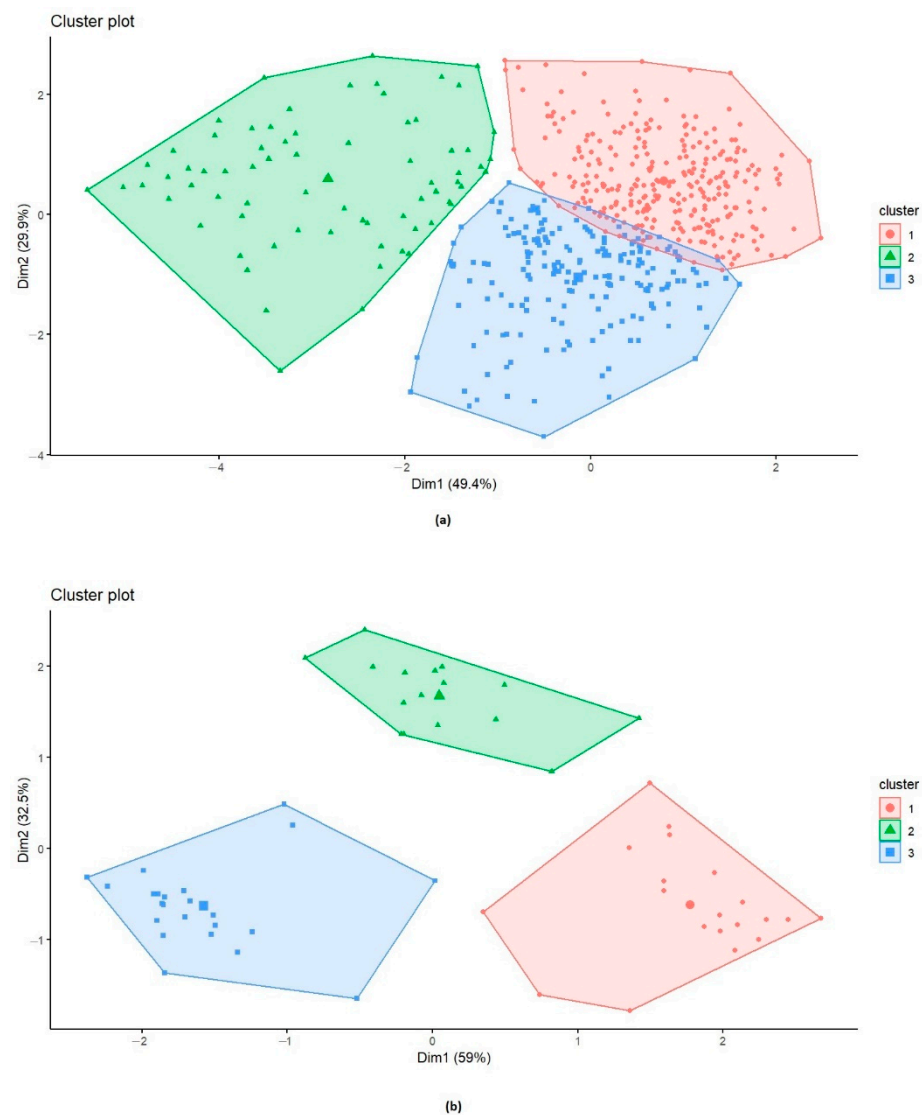 Cluster plot
2
0
−2
−4
Dim2 (29.9%)
−4
−2
0
2
Dim1 (49.4%)
cluster
1
2
3
(a)
Cluster plot
2
1
0
−1
Dim2 (32.5%)
−2
−1
0
1
2
Dim1 (59%)
cluster
1
2
3
(b)